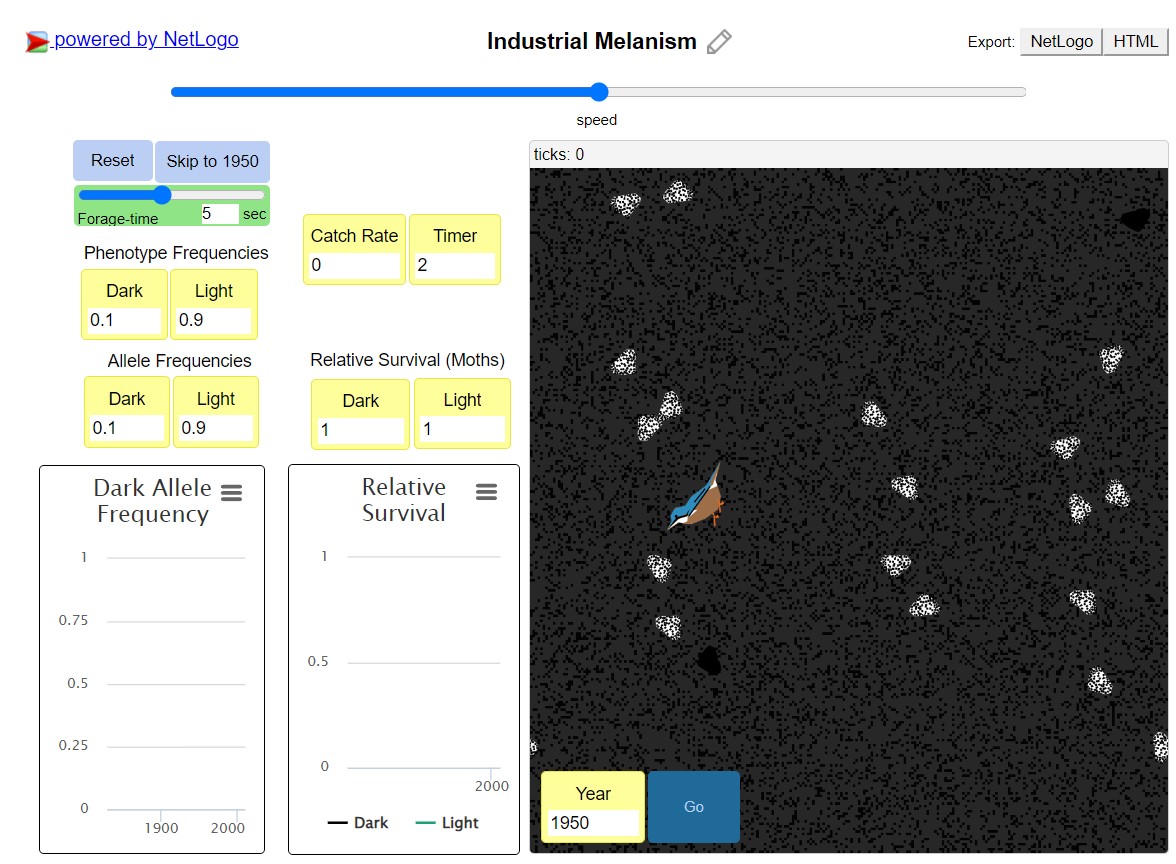 powered by NetLogo
Industrial Melanism
Export: NetLogo HTML
speed
Reset Skip to 1950
Forage-time 5 sec
ticks: 0
Catch Rate Timer
0 2
Phenotype Frequencies
Dark Light
0.1 0.9
Allele Frequencies
Dark Light
0.1 0.9
Relative Survival (Moths)
Dark Light
1 1
Dark Allele
Frequency
1
0.75
0.5
0.25
0
1900 2000
Relative
Survival
1
0.5
0
2000
Dark Light
Year
1950
Go